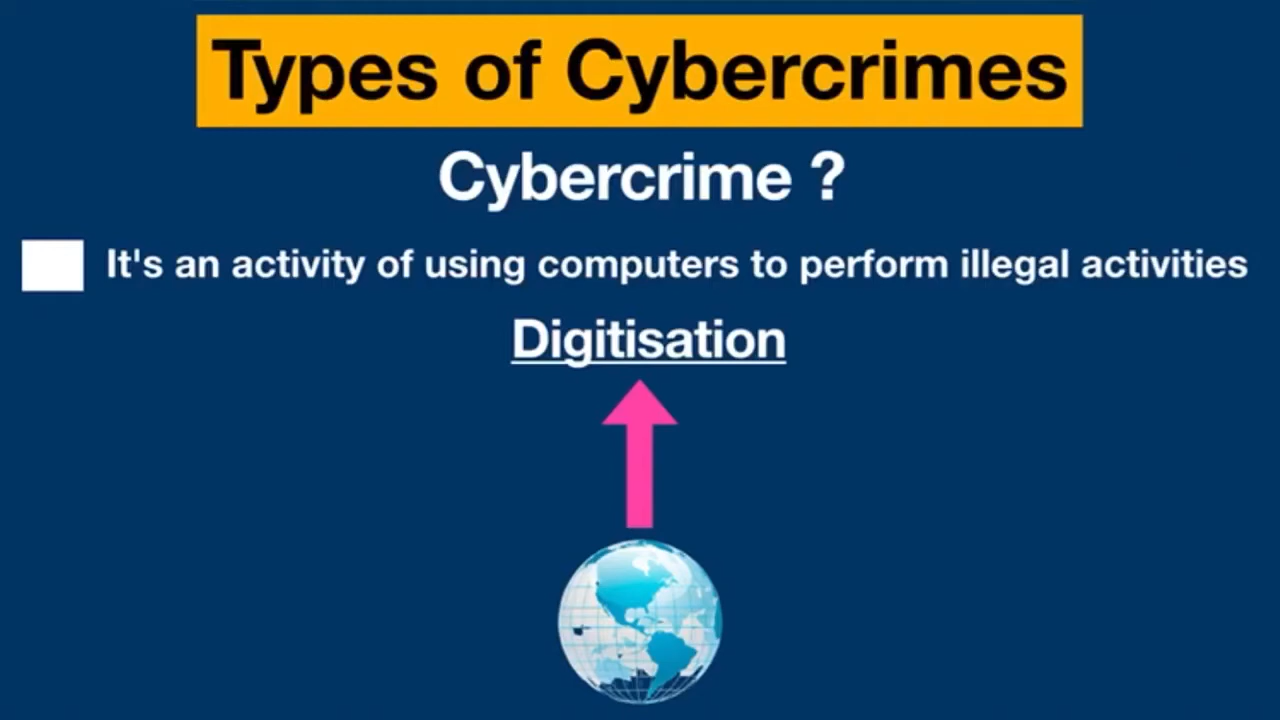 Types of Cybercrimes
Cybercrime ?
It's an activity of using computers to perform illegal activities
Digitisation